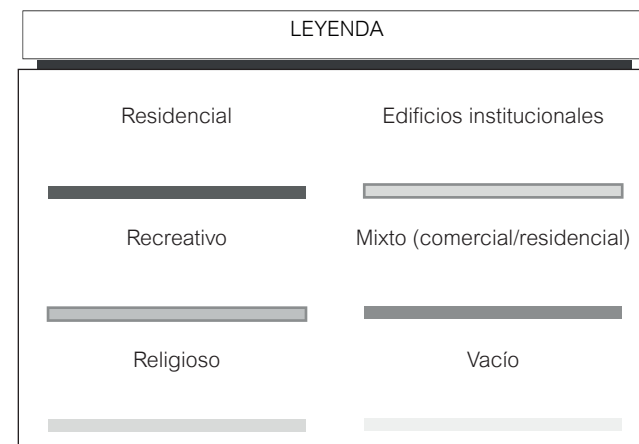 LEYENDA
Residencial
Edificios institucionales
Recreativo
Mixto (comercial/residencial)
Religioso
Vacío